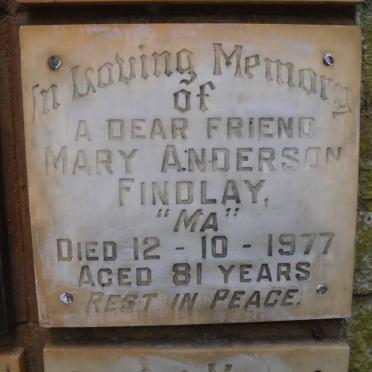 In Loving Memory
of
A DEAR FRIEND
MARY ANDERSON
FINDLAY,
"MA"
DIED 12 - 10 - 1977
AGED 81 YEARS
REST IN PEACE.